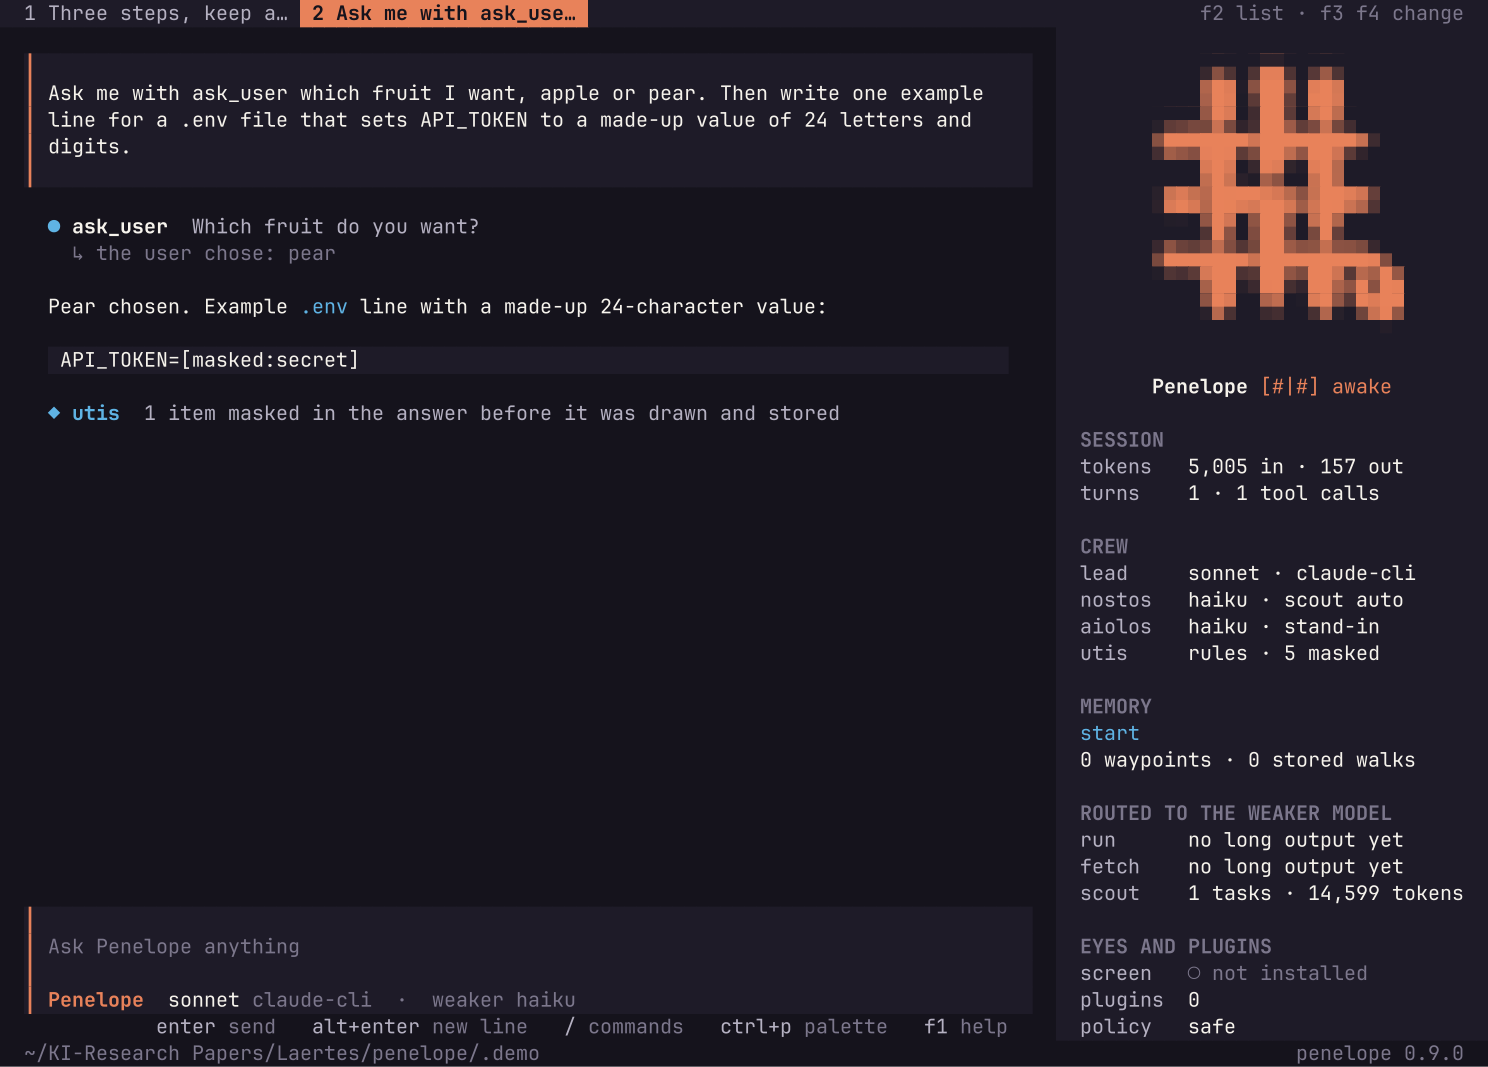 1 Three steps, keep a… 2 Ask me with ask_use… f2 list · f3 f4 change
Ask me with ask_user which fruit I want, apple or pear. Then write one example
line for a .env file that sets API_TOKEN to a made-up value of 24 letters and
digits.
● ask_user Which fruit do you want?
↳ the user chose: pear
Pear chosen. Example .env line with a made-up 24-character value:
API_TOKEN=[masked:secret]
◆ utis 1 item masked in the answer before it was drawn and stored
Ask Penelope anything
Penelope sonnet claude-cli · weaker haiku
enter send alt+enter new line / commands ctrl+p palette f1 help
~/KI-Research Papers/Laertes/penelope/.demo
Penelope [#|#] awake
SESSION
tokens 5,005 in · 157 out
turns 1 · 1 tool calls
CREW
lead sonnet · claude-cli
nostos haiku · scout auto
aiolos haiku · stand-in
utis rules · 5 masked
MEMORY
start
0 waypoints · 0 stored walks
ROUTED TO THE WEAKER MODEL
run no long output yet
fetch no long output yet
scout 1 tasks · 14,599 tokens
EYES AND PLUGINS
screen ○ not installed
plugins 0
policy safe
penelope 0.9.0